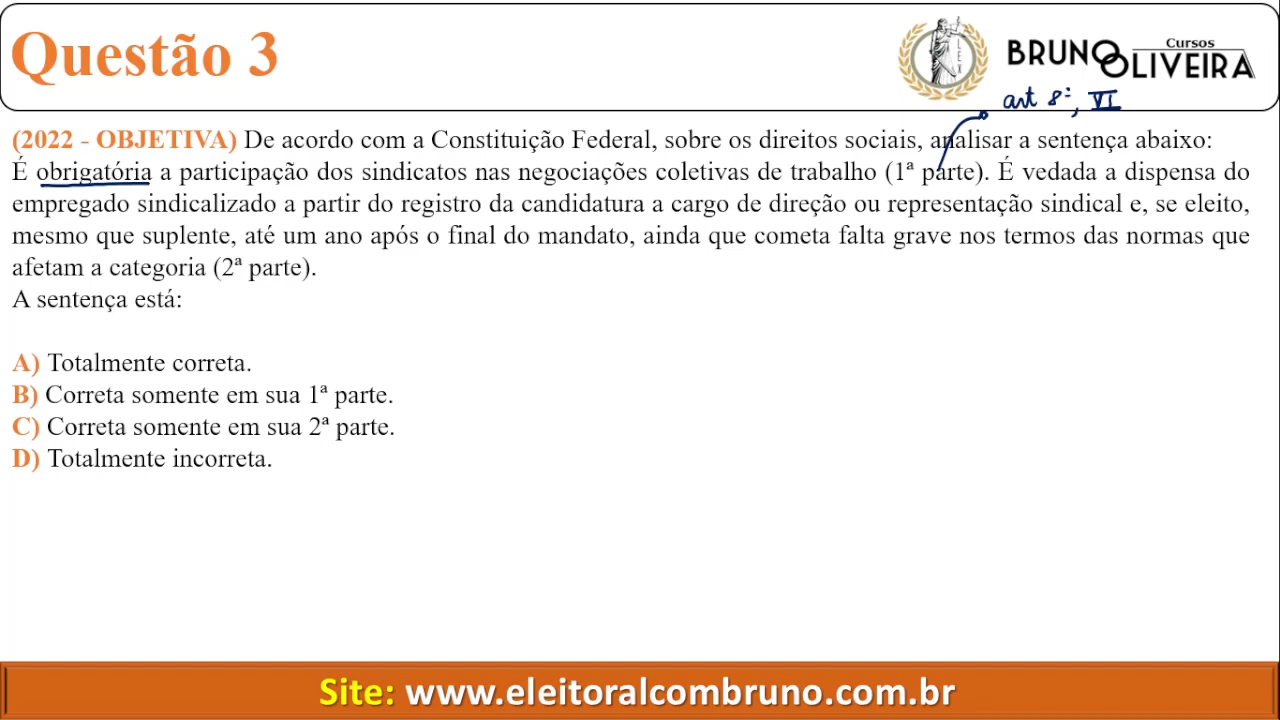 Questão 3
Cursos
BRUNO
OLIVEIRA
LEX
art 8º, VI
(2022 - OBJETIVA) De acordo com a Constituição Federal, sobre os direitos sociais, analisar a sentença abaixo:
É obrigatória a participação dos sindicatos nas negociações coletivas de trabalho (1ª parte). É vedada a dispensa do
empregado sindicalizado a partir do registro da candidatura a cargo de direção ou representação sindical e, se eleito,
mesmo que suplente, até um ano após o final do mandato, ainda que cometa falta grave nos termos das normas que
afetam a categoria (2ª parte).
A sentença está:
A) Totalmente correta.
B) Correta somente em sua 1ª parte.
C) Correta somente em sua 2ª parte.
D) Totalmente incorreta.
Site: www.eleitoralcombruno.com.br